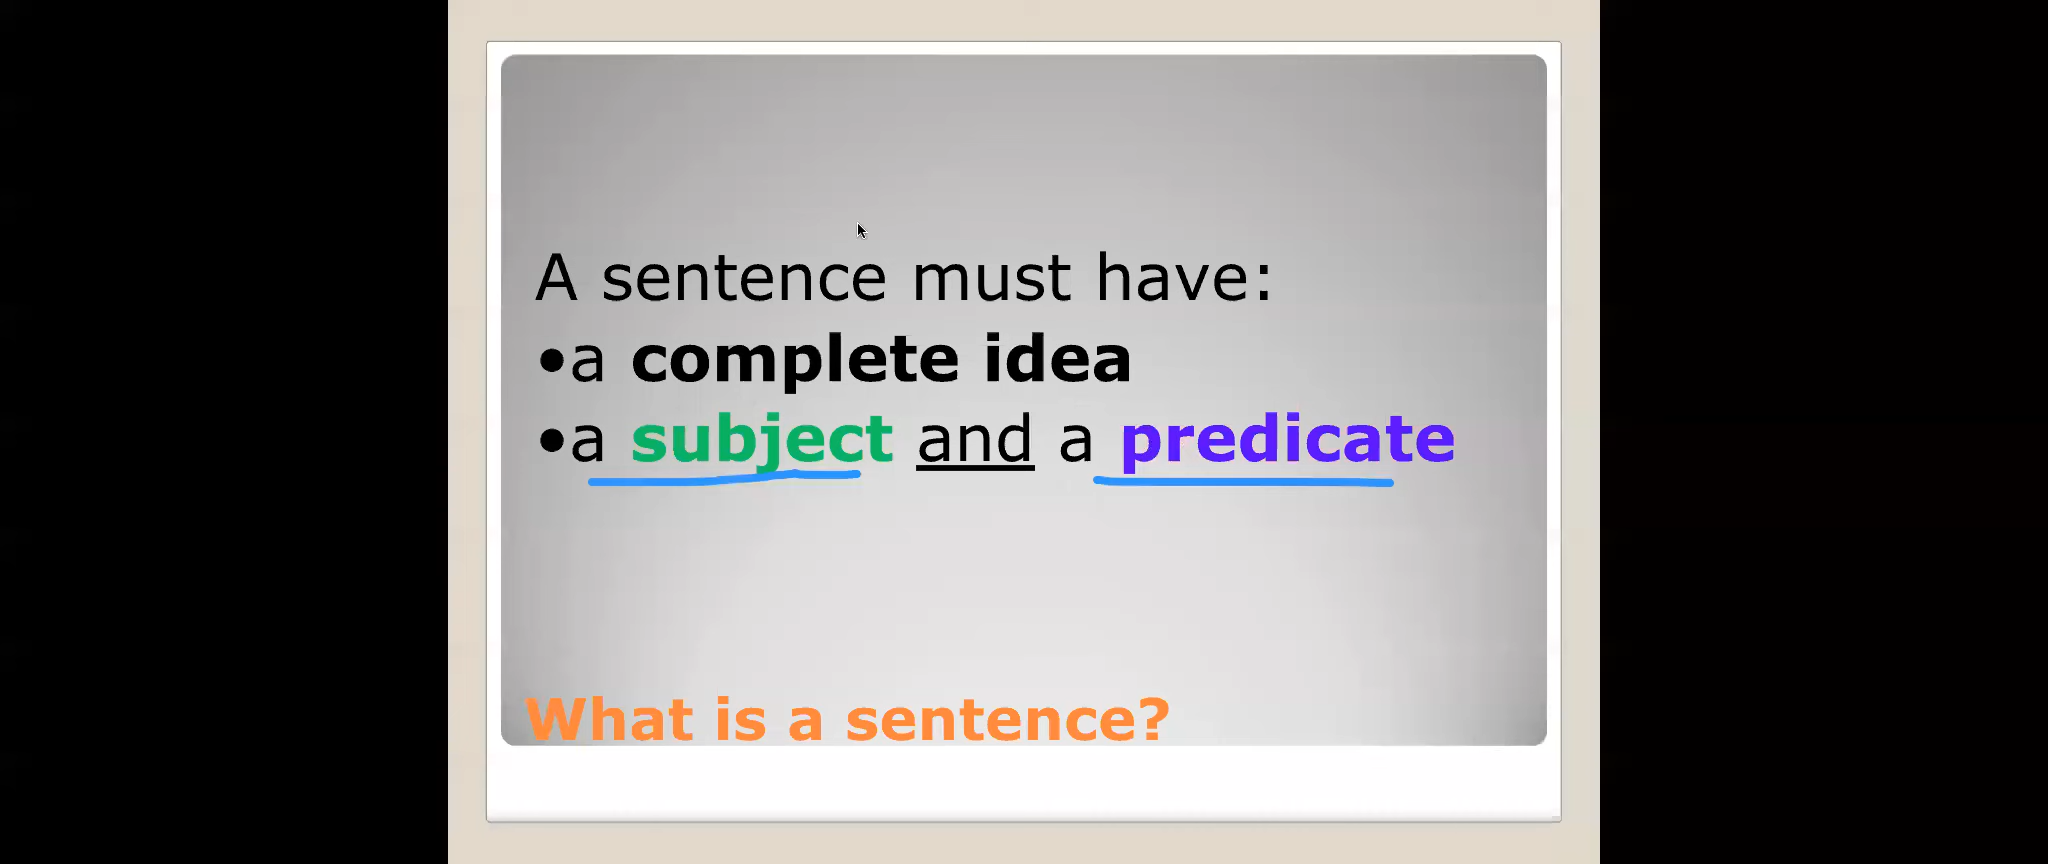 A sentence must have:
•a complete idea
•a subject and a predicate
What is a sentence?